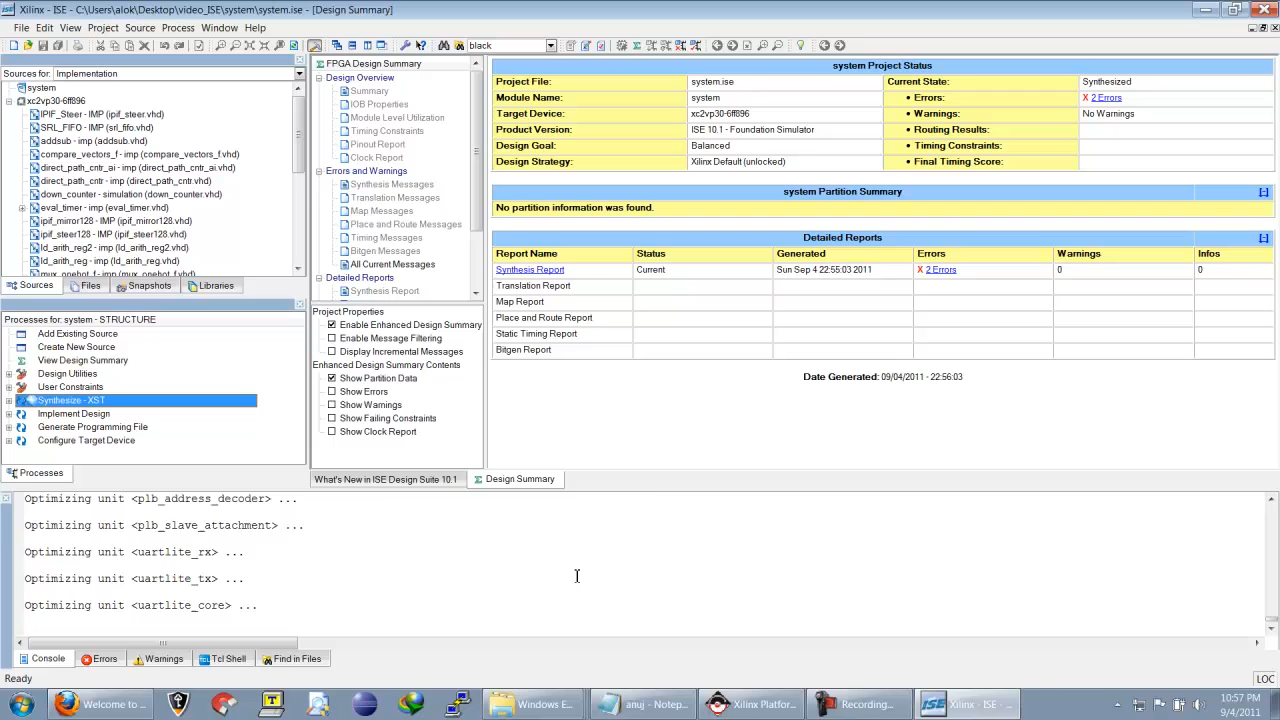 Xilinx - ISE - C:\Users\alok\Desktop\video_ISE\system\system.ise - [Design Summary]
File Edit View Project Source Process Window Help
black
Sources for: Implementation
system
xc2vp30-6ff896
IPIF_Steer - IMP (ipif_steer.vhd)
SRL_FIFO - IMP (srl_fifo.vhd)
addsub - imp (addsub.vhd)
compare_vectors_f - imp (compare_vectors_f.vhd)
direct_path_cntr_ai - imp (direct_path_cntr_ai.vhd)
direct_path_cntr - imp (direct_path_cntr.vhd)
down_counter - simulation (down_counter.vhd)
eval_timer - imp (eval_timer.vhd)
ipif_mirror128 - IMP (ipif_mirror128.vhd)
ipif_steer128 - IMP (ipif_steer128.vhd)
ld_arith_reg2 - imp (ld_arith_reg2.vhd)
ld_arith_reg - imp (ld_arith_reg.vhd)
mux_onehot_f - imp (mux_onehot_f.vhd)
Sources Files Snapshots Libraries
Processes for: system - STRUCTURE
Add Existing Source
Create New Source
View Design Summary
Design Utilities
User Constraints
Synthesize - XST
Implement Design
Generate Programming File
Configure Target Device
Processes
FPGA Design Summary
Design Overview
Summary
IOB Properties
Module Level Utilization
Timing Constraints
Pinout Report
Clock Report
Errors and Warnings
Synthesis Messages
Translation Messages
Map Messages
Place and Route Messages
Timing Messages
Bitgen Messages
All Current Messages
Detailed Reports
Synthesis Report
Project Properties
Enable Enhanced Design Summary
Enable Message Filtering
Display Incremental Messages
Enhanced Design Summary Contents
Show Partition Data
Show Errors
Show Warnings
Show Failing Constraints
Show Clock Report
What's New in ISE Design Suite 10.1 Design Summary
system Project Status
Project File: system.ise Current State: Synthesized
Module Name: system • Errors: X 2 Errors
Target Device: xc2vp30-6ff896 • Warnings: No Warnings
Product Version: ISE 10.1 - Foundation Simulator • Routing Results:
Design Goal: Balanced • Timing Constraints:
Design Strategy: Xilinx Default (unlocked) • Final Timing Score:
system Partition Summary [-]
No partition information was found.
Detailed Reports [-]
Report Name Status Generated Errors Warnings Infos
Synthesis Report Current Sun Sep 4 22:55:03 2011 X 2 Errors 0 0
Translation Report
Map Report
Place and Route Report
Static Timing Report
Bitgen Report
Date Generated: 09/04/2011 - 22:56:03
Optimizing unit <plb_address_decoder> ...
Optimizing unit <plb_slave_attachment> ...
Optimizing unit <uartlite_rx> ...
Optimizing unit <uartlite_tx> ...
Optimizing unit <uartlite_core> ...
Console Errors Warnings Tcl Shell Find in Files
Ready LOC
Welcome to ... Windows E... anuj - Notep... Xilinx Platfor... Recording... Xilinx - ISE - ... 10:57 PM
9/4/2011